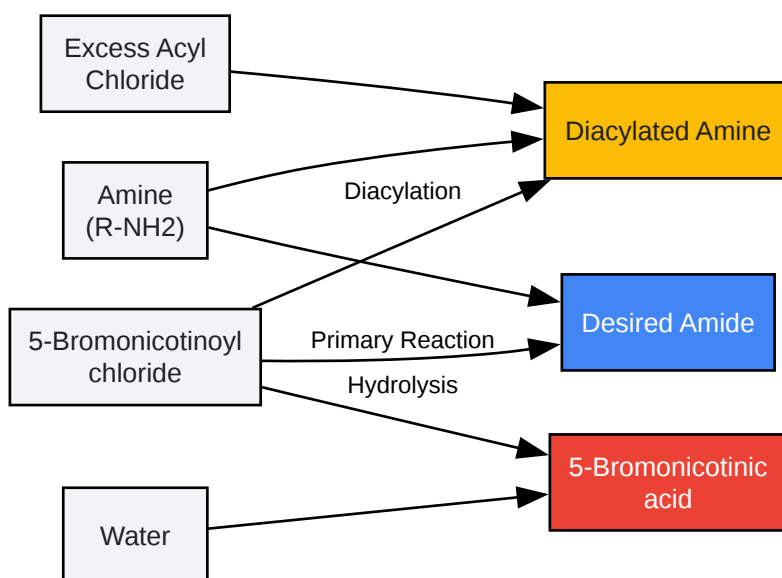 Excess Acyl
Chloride
Diacylated Amine
Amine
(R-NH2)
Diacylation
5-Bromonicotinoyl
chloride
Primary Reaction
Desired Amide
Hydrolysis
5-Bromonicotinic
acid
Water